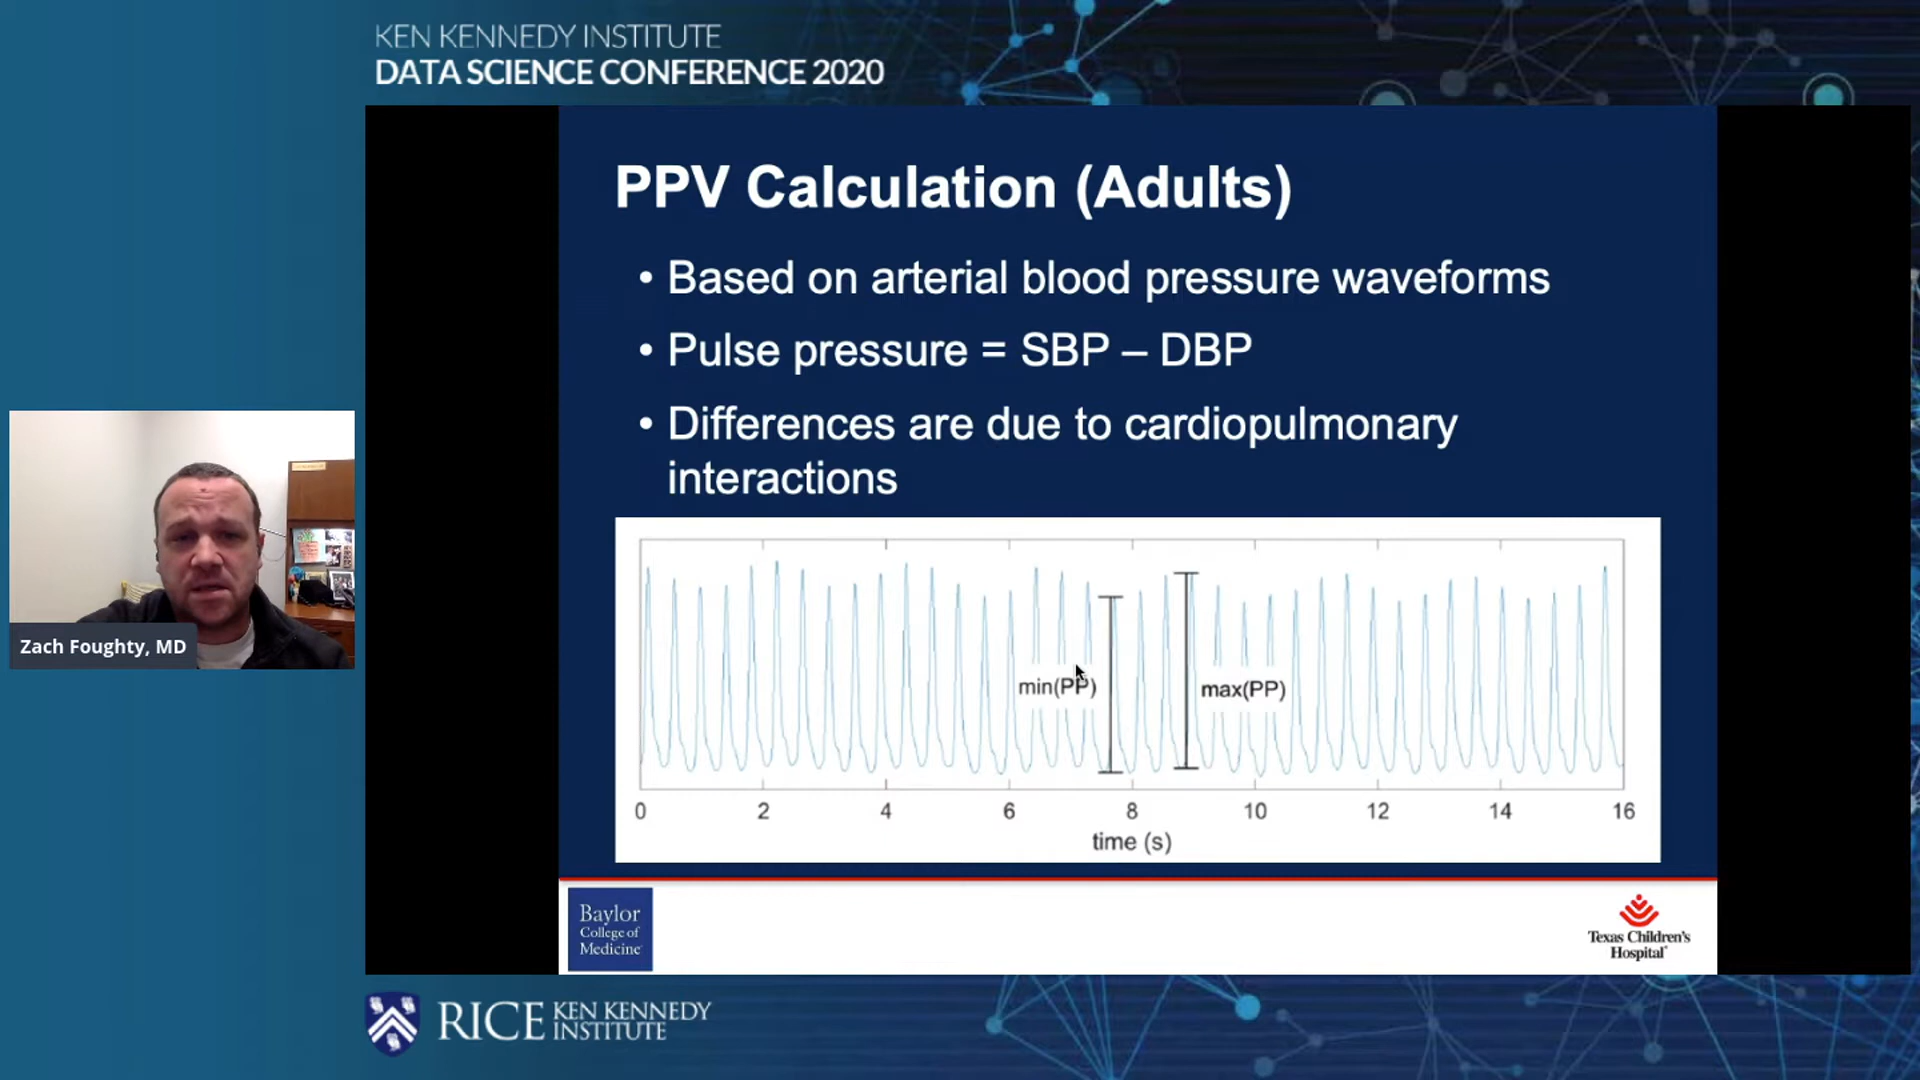 KEN KENNEDY INSTITUTE
DATA SCIENCE CONFERENCE 2020
PPV Calculation (Adults)
• Based on arterial blood pressure waveforms
• Pulse pressure = SBP – DBP
• Differences are due to cardiopulmonary
interactions
min(PP)
max(PP)
0 2 4 6 8 10 12 14 16
time (s)
Zach Foughty, MD
Baylor
College of
Medicine
Texas Children's
Hospital
RICE KEN KENNEDY
INSTITUTE